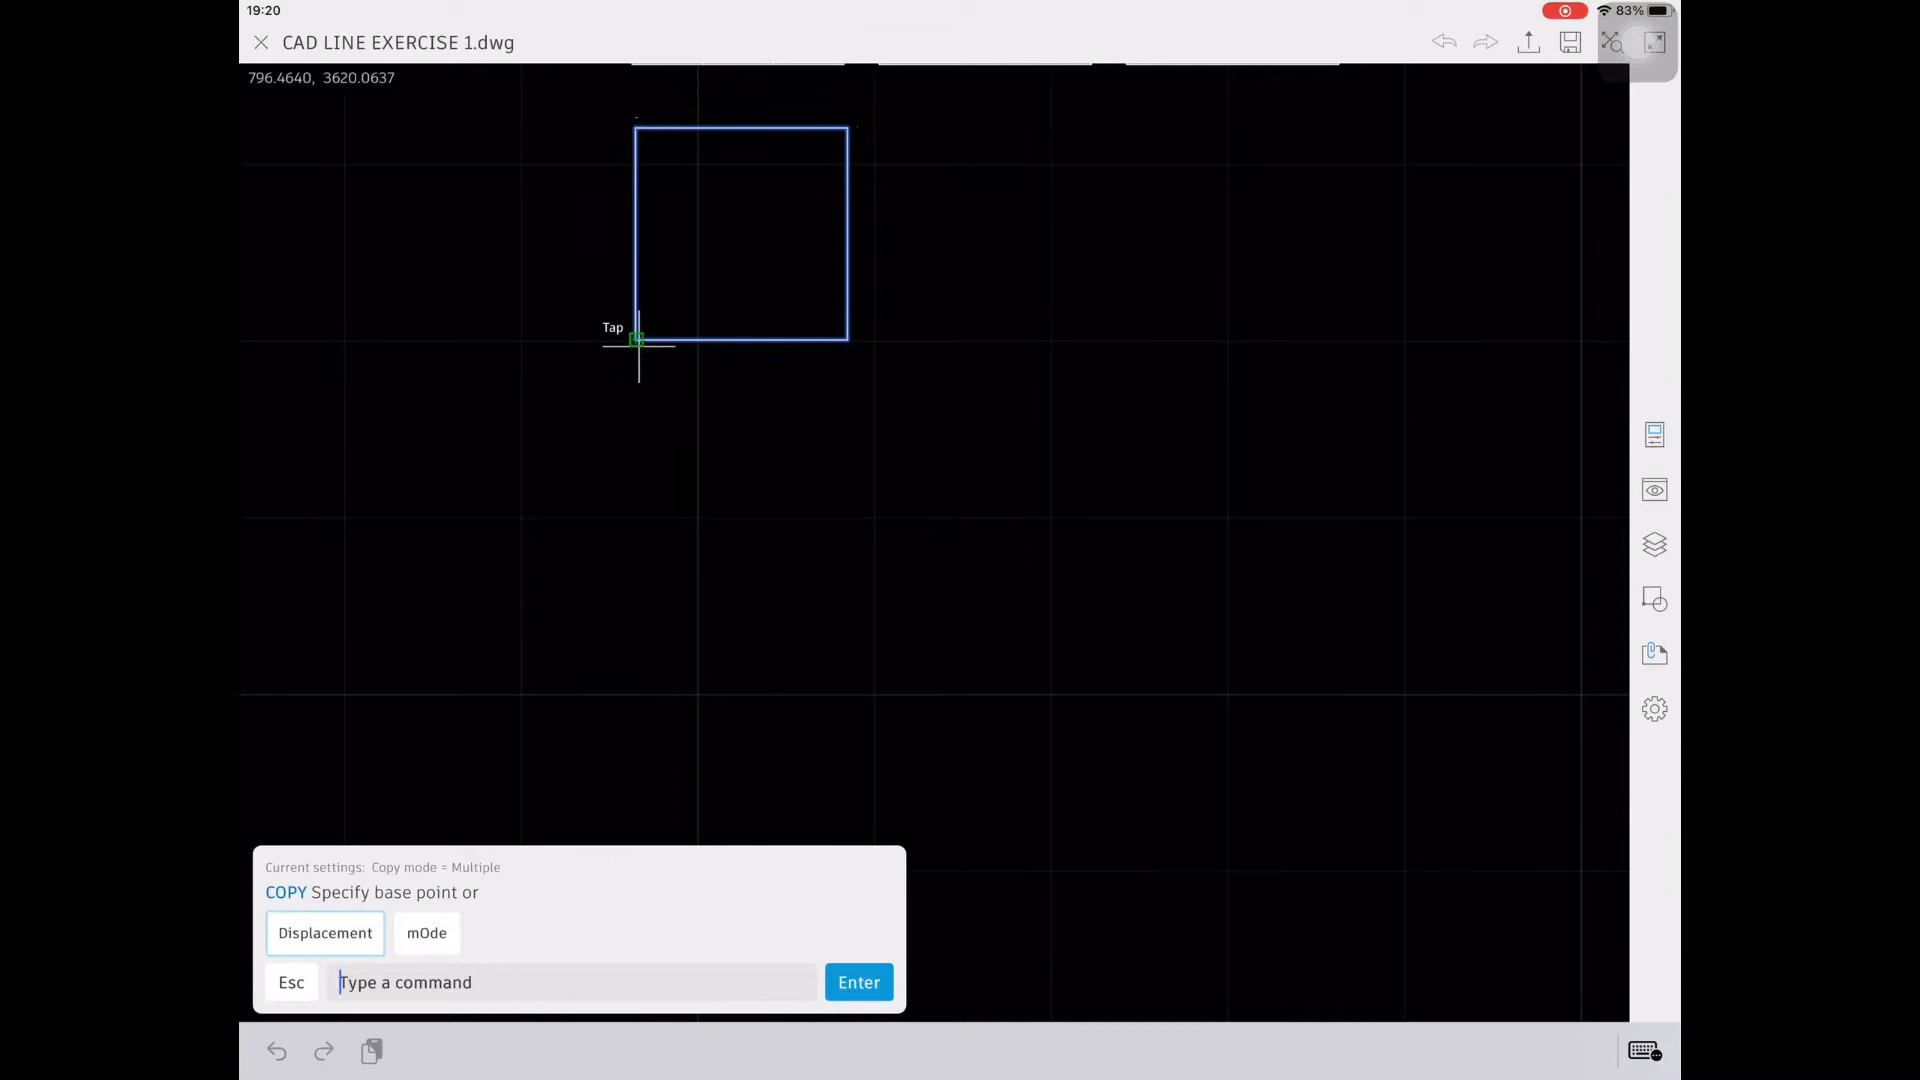 19:20
83%
CAD LINE EXERCISE 1.dwg
796.4640, 3620.0637
Tap
Current settings: Copy mode = Multiple
COPY Specify base point or
Displacement mOde
Esc Type a command Enter